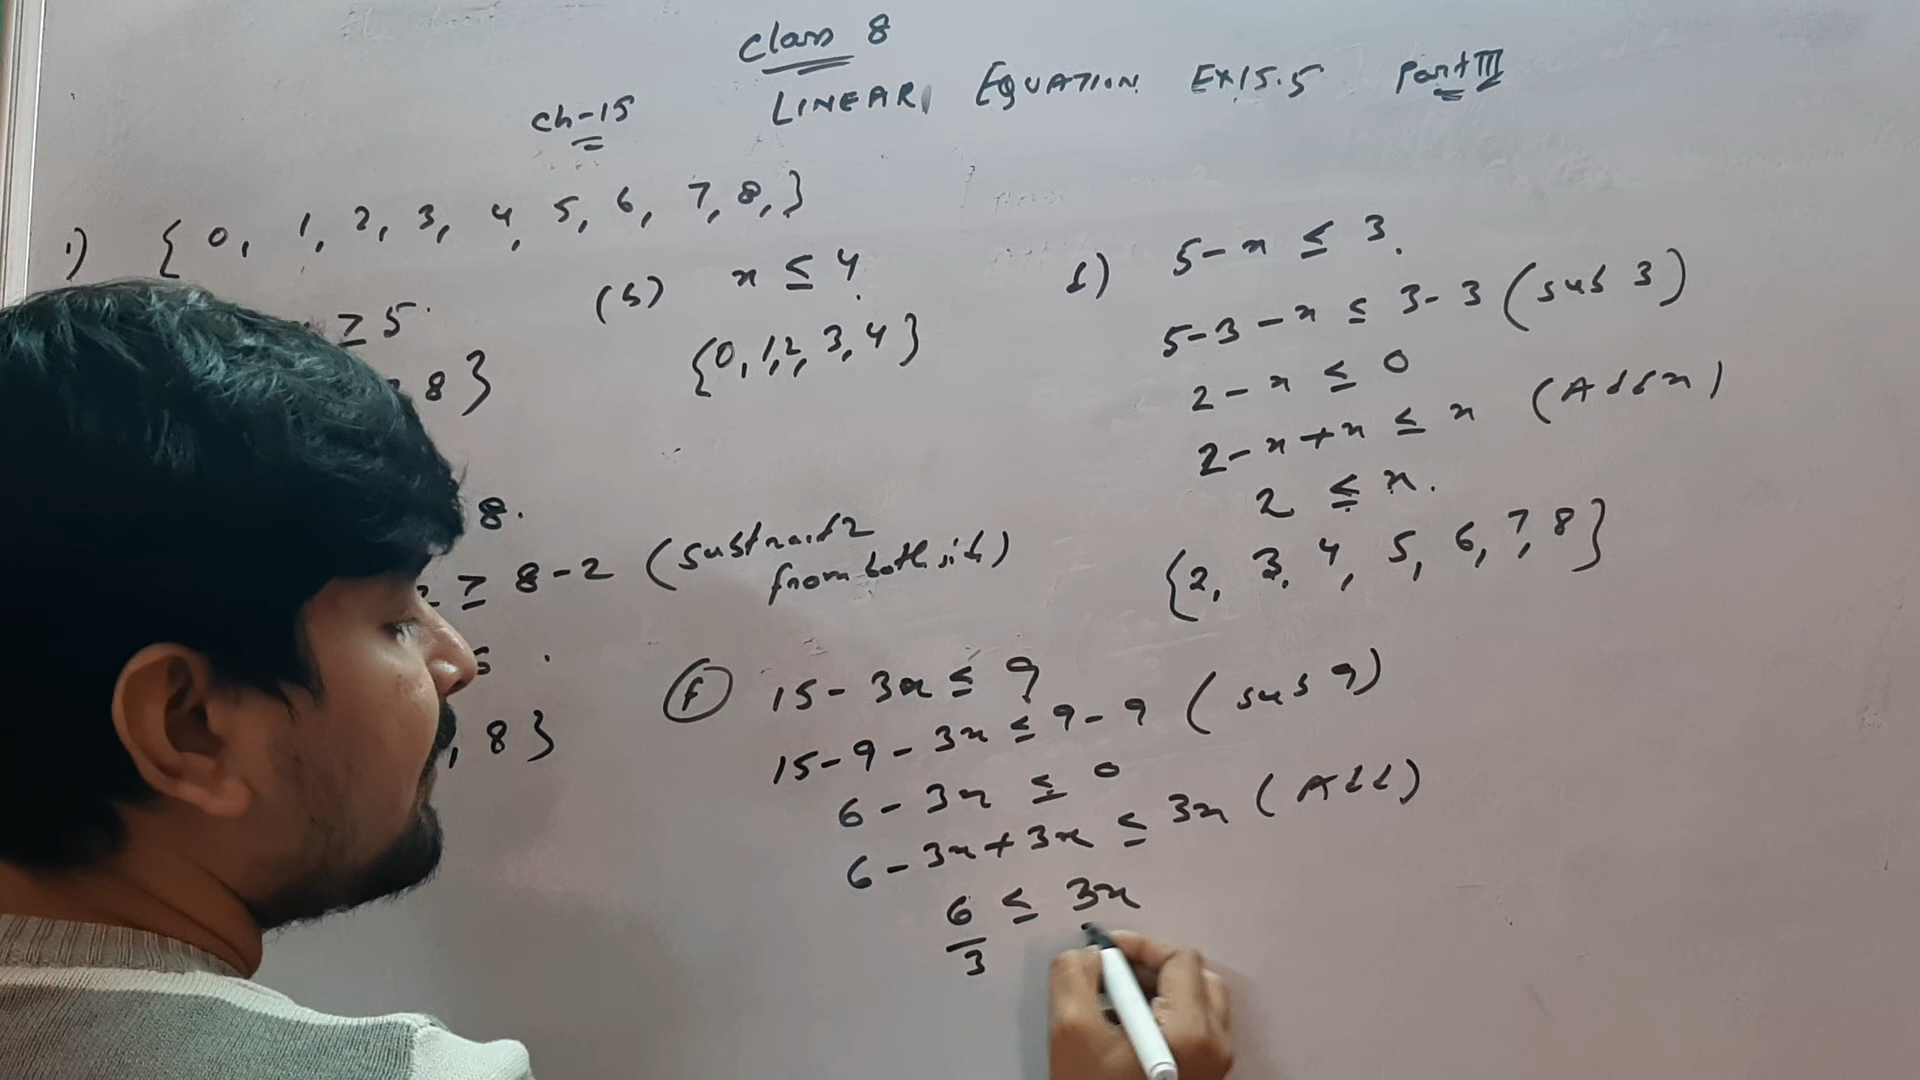 Class 8
Ch-15 LINEAR EQUATION EX15.5 Part III
1) { 0, 1, 2, 3, 4, 5, 6, 7, 8, }
≥ 5.
8 }
(b) x ≤ 4.
{0, 1, 2, 3, 4}
8.
≥ 8 - 2 (Subtract 2
from both side)
, 8 }
5 - x ≤ 3.
5 - 3 - x ≤ 3 - 3 (sub 3)
2 - x ≤ 0
2 - x + x ≤ x (Add x)
2 ≤ x.
{2, 3, 4, 5, 6, 7, 8}
(F) 15 - 3x ≤ 9
15 - 9 - 3x ≤ 9 - 9 (sub 9)
6 - 3x ≤ 0
6 - 3x + 3x ≤ 3x (Add)
6/3 ≤ 3x